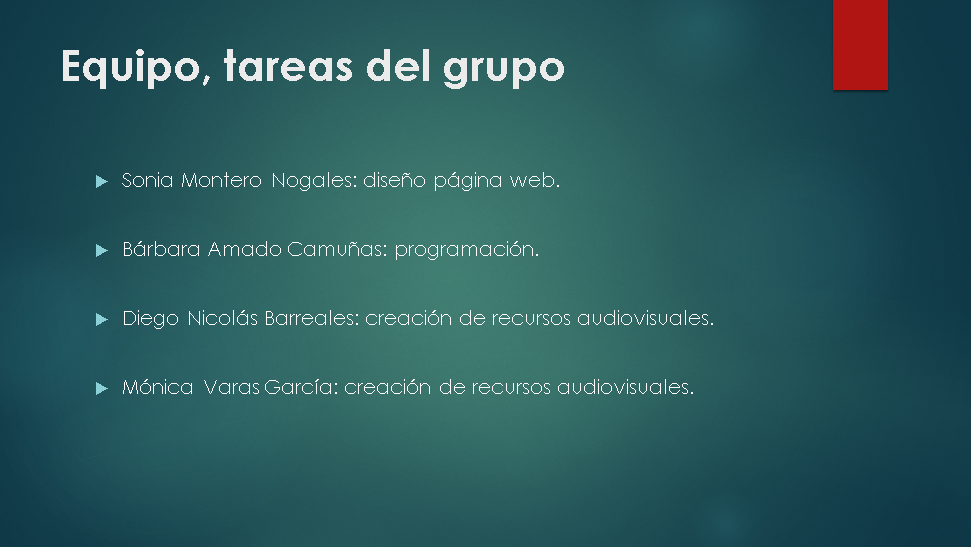 Equipo, tareas del grupo
Sonia Montero Nogales: diseño página web.
Bárbara Amado Camuñas: programación.
Diego Nicolás Barreales: creación de recursos audiovisuales.
Mónica Varas García: creación de recursos audiovisuales.